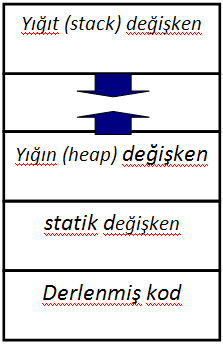 Yığıt (stack) değişken
Yığın (heap) değişken
statik değişken
Derlenmiş kod